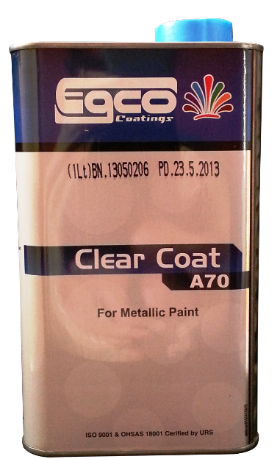 Egco
Coatings
(1Lt)BN.13050206 PD.23.5.2013
Clear Coat
A70
For Metallic Paint
ISO 9001 & OHSAS 18001 Cerified by URS